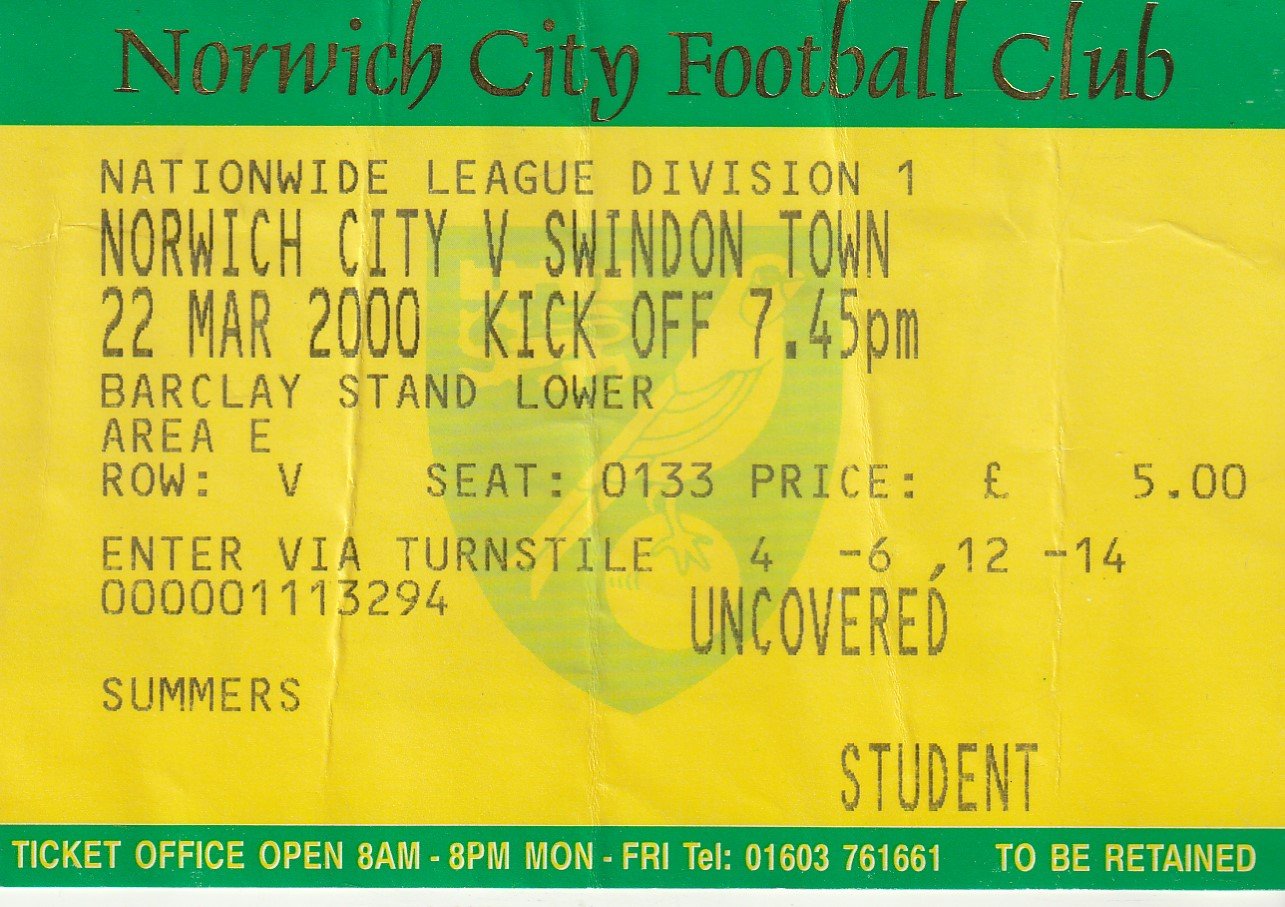 Norwich City Football Club
NATIONWIDE LEAGUE DIVISION 1
NORWICH CITY V SWINDON TOWN
22 MAR 2000 KICK OFF 7.45pm
BARCLAY STAND LOWER
AREA E
ROW: V SEAT: 0133 PRICE: £ 5.00
ENTER VIA TURNSTILE 4 -6 ,12 -14
000001113294
UNCOVERED
SUMMERS
STUDENT
TICKET OFFICE OPEN 8AM - 8PM MON - FRI Tel: 01603 761661 TO BE RETAINED